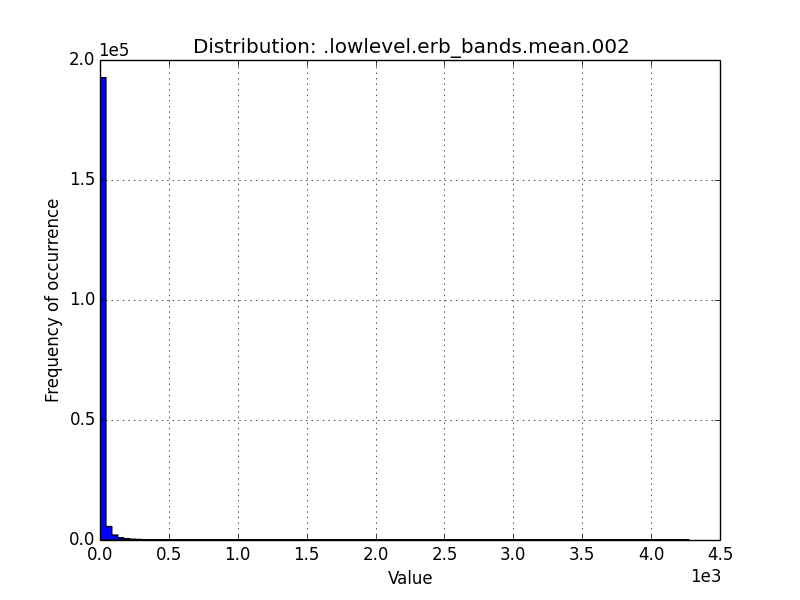 Distribution: .lowlevel.erb_bands.mean.002
1e5
2.0
1.5
1.0
0.5
0.0
Frequency of occurrence
0.0 0.5 1.0 1.5 2.0 2.5 3.0 3.5 4.0 4.5
1e3
Value